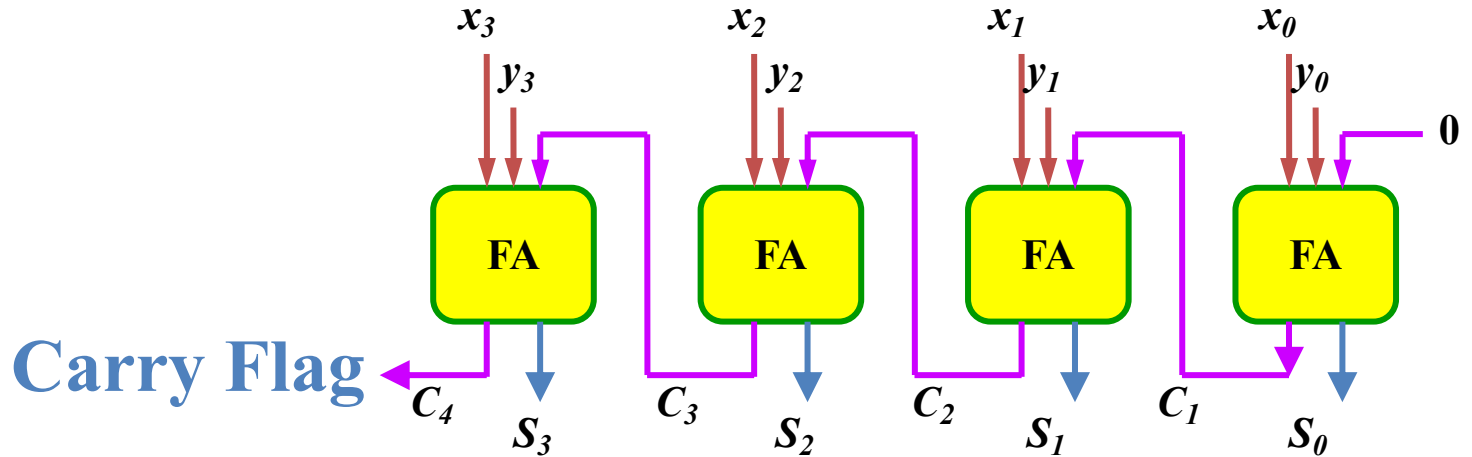 x₃ x₂ x₁ x₀
y₃ y₂ y₁ y₀
0
FA FA FA FA
Carry Flag
C₄ C₃ C₂ C₁
S₃ S₂ S₁ S₀